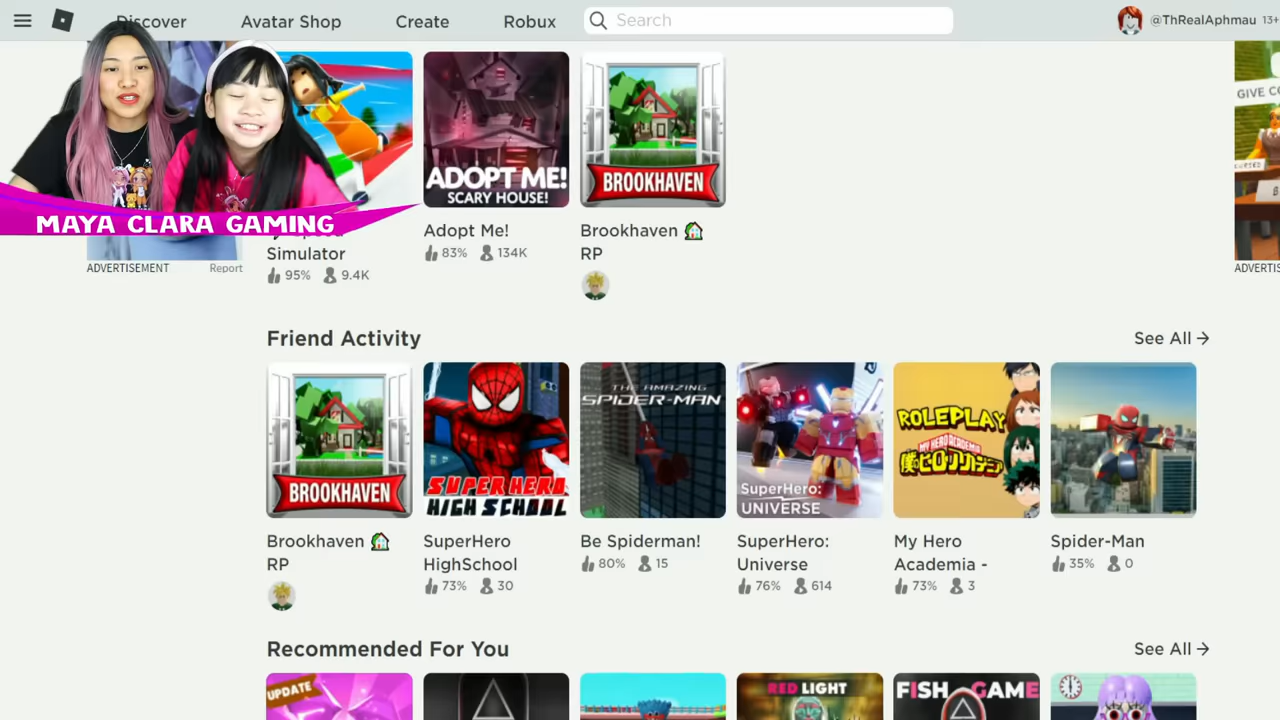 Discover
Avatar Shop
Create
Robux
Search
@ThRealAphmau 13+
MAYA CLARA GAMING
ADVERTISEMENT
Report
Simulator
95% 9.4K
ADOPT ME!
SCARY HOUSE!
Adopt Me!
83% 134K
BROOKHAVEN
Brookhaven
RP
GIVE CO
ADVERTIS
Friend Activity
See All
BROOKHAVEN
Brookhaven
RP
SUPER HERO
HIGH SCHOOL
SuperHero
HighSchool
73% 30
THE AMAZING
SPIDER-MAN
Be Spiderman!
80% 15
SuperHero:
UNIVERSE
SuperHero:
Universe
76% 614
ROLEPLAY
MY HERO ACADEMIA
My Hero
Academia -
73% 3
Spider-Man
35% 0
Recommended For You
See All
UPDATE
RED LIGHT
FISH GAME